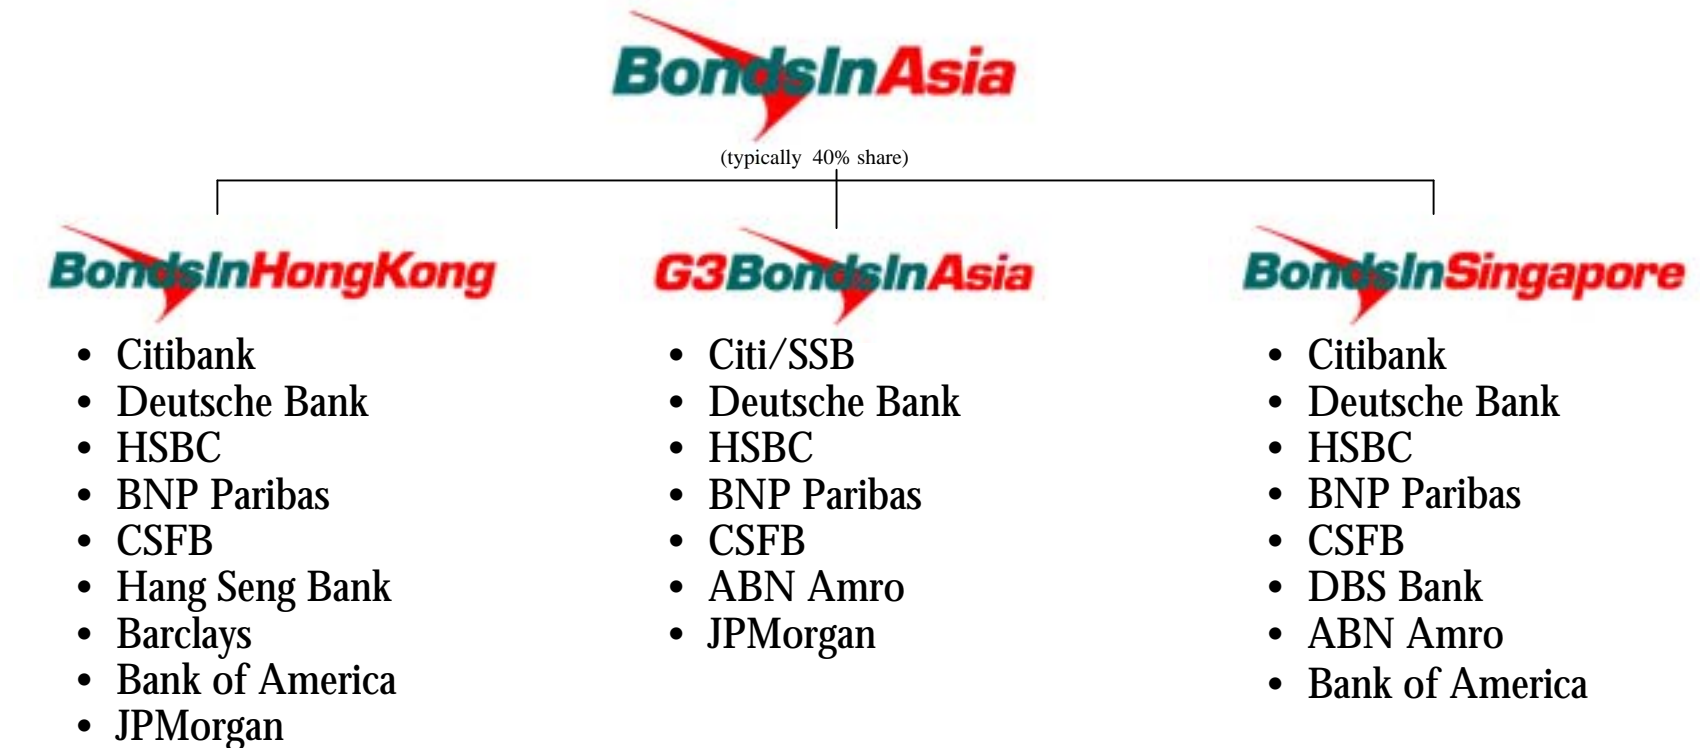 BondsInAsia
(typically 40% share)
BondsInHongKong
• Citibank
• Deutsche Bank
• HSBC
• BNP Paribas
• CSFB
• Hang Seng Bank
• Barclays
• Bank of America
• JPMorgan
G3BondsInAsia
• Citi/SSB
• Deutsche Bank
• HSBC
• BNP Paribas
• CSFB
• ABN Amro
• JPMorgan
BondsInSingapore
• Citibank
• Deutsche Bank
• HSBC
• BNP Paribas
• CSFB
• DBS Bank
• ABN Amro
• Bank of America